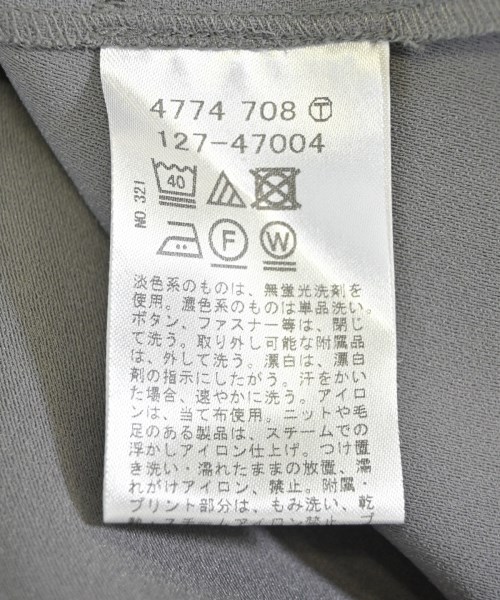 4774 708 Ⓣ
127-47004
NO 321
40
F W
淡色系のものは、無蛍光洗剤を
使用。濃色系のものは単品洗い。
ボタン、ファスナー等は、閉じ
て洗う。取り外し可能な附属品
は、外して洗う。漂白は、漂白
剤の指示にしたがう。汗をかい
た場合、速やかに洗う。アイロ
ンは、当て布使用。ニットや毛
足のある製品は、スチームでの
浮かしアイロン仕上げ。つけ置
き洗い・濡れたままの放置、濡
れがけアイロン、禁止。附属・
プリント部分は、もみ洗い、乾